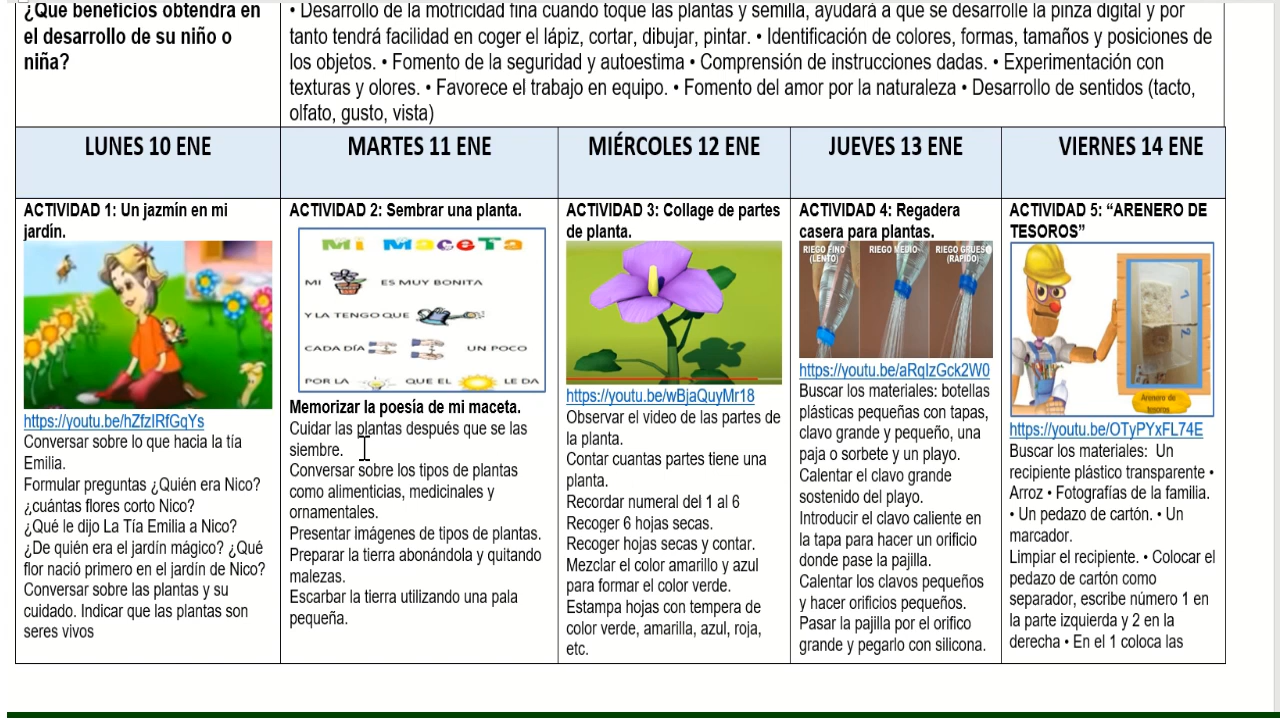 ¿Que beneficios obtendrá en
el desarrollo de su niño o
niña?
• Desarrollo de la motricidad fina cuando toque las plantas y semilla, ayudará a que se desarrolle la pinza digital y por
tanto tendrá facilidad en coger el lápiz, cortar, dibujar, pintar. • Identificación de colores, formas, tamaños y posiciones de
los objetos. • Fomento de la seguridad y autoestima • Comprensión de instrucciones dadas. • Experimentación con
texturas y olores. • Favorece el trabajo en equipo. • Fomento del amor por la naturaleza • Desarrollo de sentidos (tacto,
olfato, gusto, vista)
LUNES 10 ENE
MARTES 11 ENE
MIÉRCOLES 12 ENE
JUEVES 13 ENE
VIERNES 14 ENE
ACTIVIDAD 1: Un jazmín en mi
jardín.
https://youtu.be/hZfzIRfGqYs
Conversar sobre lo que hacia la tía
Emilia.
Formular preguntas ¿Quién era Nico?
¿cuántas flores corto Nico?
¿Qué le dijo La Tía Emilia a Nico?
¿De quién era el jardín mágico? ¿Qué
flor nació primero en el jardín de Nico?
Conversar sobre las plantas y su
cuidado. Indicar que las plantas son
seres vivos
ACTIVIDAD 2: Sembrar una planta.
Mi Maceta
MI ES MUY BONITA
Y LA TENGO QUE
CADA DÍA UN POCO
POR LA QUE EL LE DA
Memorizar la poesía de mi maceta.
Cuidar las plantas después que se las
siembre.
Conversar sobre los tipos de plantas
como alimenticias, medicinales y
ornamentales.
Presentar imágenes de tipos de plantas.
Preparar la tierra abonándola y quitando
malezas.
Escarbar la tierra utilizando una pala
pequeña.
ACTIVIDAD 3: Collage de partes
de planta.
https://youtu.be/wBjaQuyMr18
Observar el video de las partes de
la planta.
Contar cuantas partes tiene una
planta.
Recordar numeral del 1 al 6
Recoger 6 hojas secas.
Recoger hojas secas y contar.
Mezclar el color amarillo y azul
para formar el color verde.
Estampa hojas con tempera de
color verde, amarilla, azul, roja,
etc.
ACTIVIDAD 4: Regadera
casera para plantas.
RIEGO FINO
(LENTO)
RIEGO MEDIO
RIEGO GRUESO
(RAPIDO)
https://youtu.be/aRqIzGck2W0
Buscar los materiales: botellas
plásticas pequeñas con tapas,
clavo grande y pequeño, una
paja o sorbete y un playo.
Calentar el clavo grande
sostenido del playo.
Introducir el clavo caliente en
la tapa para hacer un orificio
donde pase la pajilla.
Calentar los clavos pequeños
y hacer orificios pequeños.
Pasar la pajilla por el orifico
grande y pegarlo con silicona.
ACTIVIDAD 5: “ARENERO DE
TESOROS”
1
2
Arenero de
tesoros
https://youtu.be/OTyPYxFL74E
Buscar los materiales: Un
recipiente plástico transparente •
Arroz • Fotografías de la familia.
• Un pedazo de cartón. • Un
marcador.
Limpiar el recipiente. • Colocar el
pedazo de cartón como
separador, escribe número 1 en
la parte izquierda y 2 en la
derecha • En el 1 coloca las